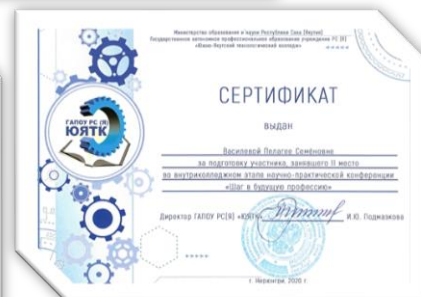 Министерство образования и науки Республики Саха (Якутия)
Государственное автономное профессиональное образование учреждение РС (Я)
«Южно-Якутский технологический колледж»
ГАПОУ РС (Я)
ЮЯТК
СЕРТИФИКАТ
выдан
Василевой Пелагее Семёновне
за подготовку участника, занявшего II место
во внутриколледжном этапе научно-практической конференции
«Шаг в будущую профессию»
Директор ГАПОУ РС(Я) «ЮЯТК» И.Ю. Подмазкова
г. Нерюнгри, 2020 г.